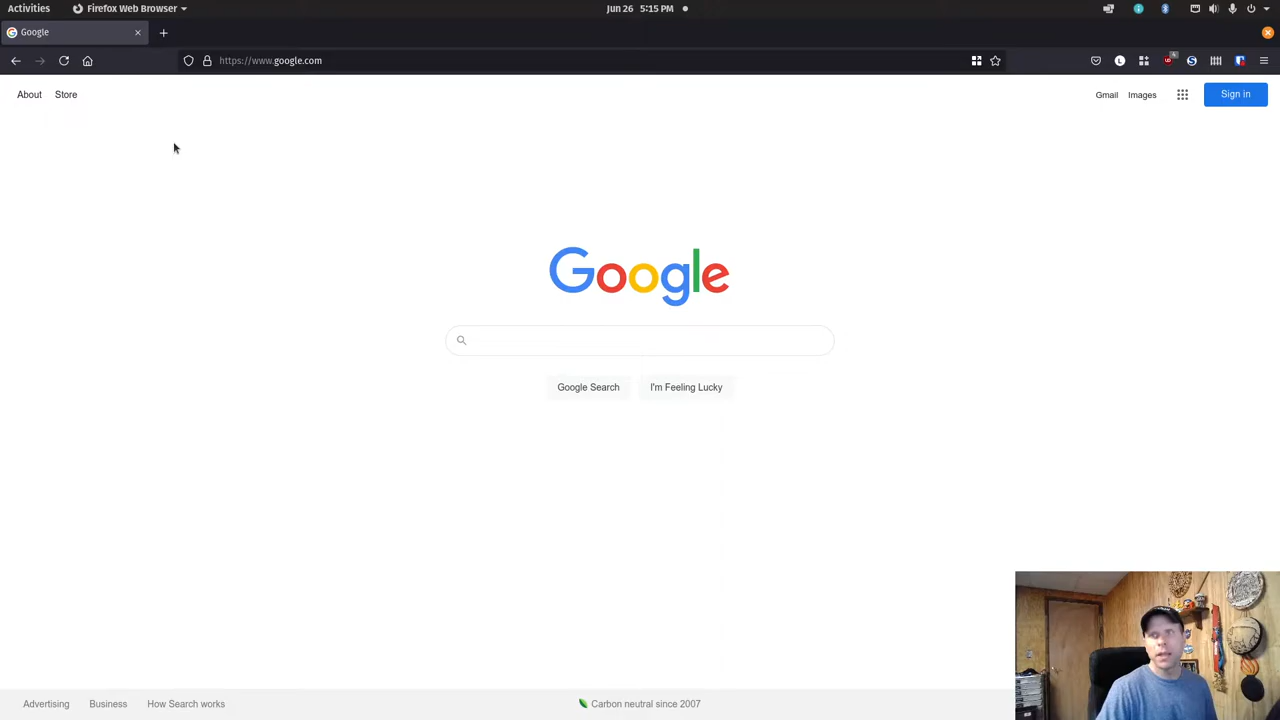 Activities Firefox Web Browser Jun 26 5:15 PM
Google
https://www.google.com
About Store Gmail Images Sign in
Google
Google Search I'm Feeling Lucky
Advertising Business How Search works Carbon neutral since 2007